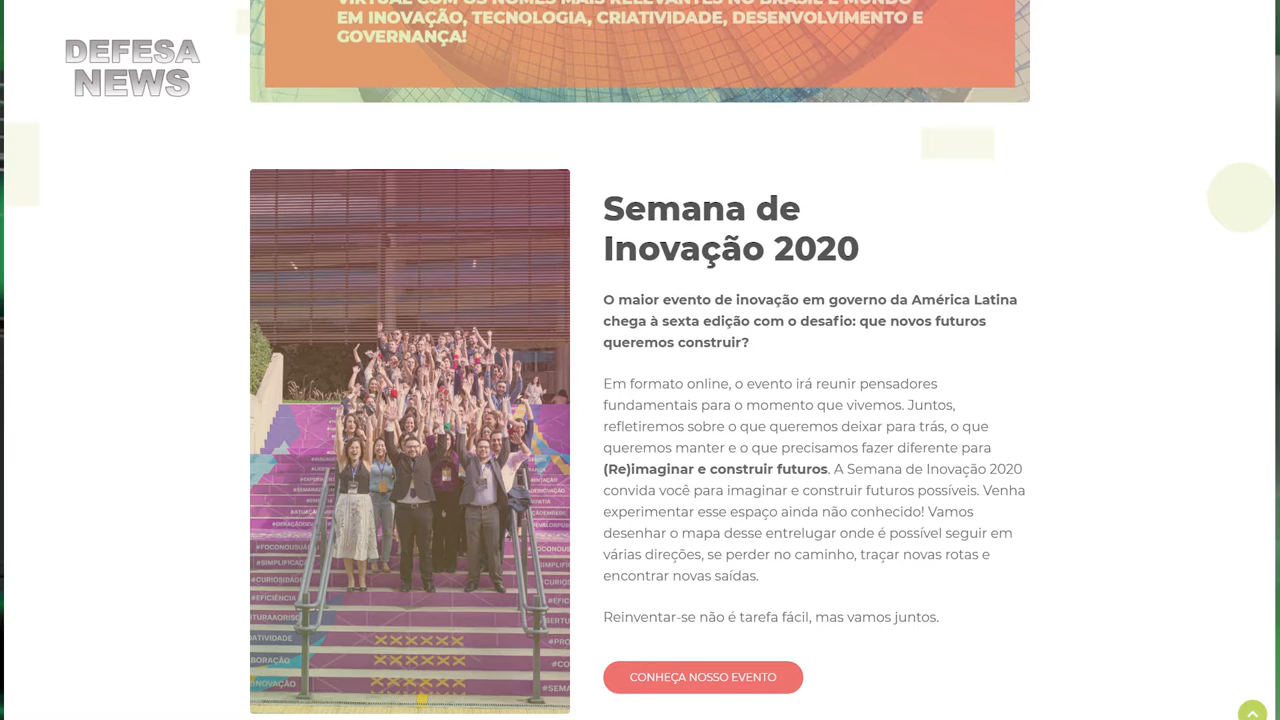 VIRTUAL COM OS NOMES MAIS RELEVANTES NO BRASIL E MUNDO
EM INOVAÇÃO, TECNOLOGIA, CRIATIVIDADE, DESENVOLVIMENTO E
GOVERNANÇA!
DEFESA
NEWS
Semana de
Inovação 2020
O maior evento de inovação em governo da América Latina
chega à sexta edição com o desafio: que novos futuros
queremos construir?
Em formato online, o evento irá reunir pensadores
fundamentais para o momento que vivemos. Juntos,
refletiremos sobre o que queremos deixar para trás, o que
queremos manter e o que precisamos fazer diferente para
(Re)imaginar e construir futuros. A Semana de Inovação 2020
convida você para imaginar e construir futuros possíveis. Venha
experimentar esse espaço ainda não conhecido! Vamos
desenhar o mapa desse entrelugar onde é possível seguir em
várias direções, se perder no caminho, traçar novas rotas e
encontrar novas saídas.
Reinventar-se não é tarefa fácil, mas vamos juntos.
CONHEÇA NOSSO EVENTO
#FOCONOUSUÁ
#SIMPLIFICAÇ
#CURIOSIDADE
#EFICIÊNCIA